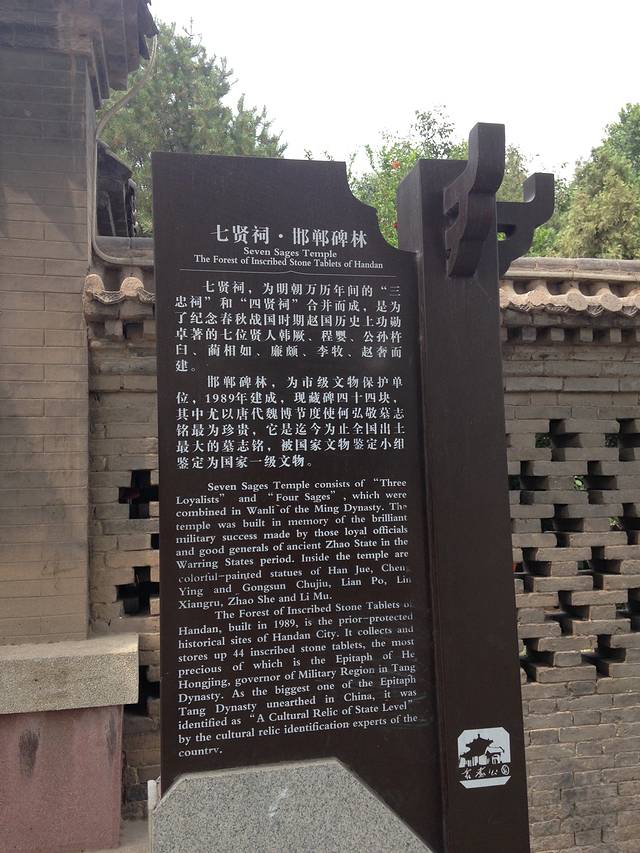 七贤祠·邯郸碑林
Seven Sages Temple
The Forest of Inscribed Stone Tablets of Handan
七贤祠，为明朝万历年间的“三
忠祠”和“四贤祠”合并而成，是为
了纪念春秋战国时期赵国历史上功勋
卓著的七位贤人韩厥、程婴、公孙杵
臼、蔺相如、廉颇、李牧、赵奢而
建。
邯郸碑林，为市级文物保护单
位，1989年建成，现藏碑四十四块，
其中尤以唐代魏博节度使何弘敬墓志
铭最为珍贵，它是迄今为止全国出土
最大的墓志铭，被国家文物鉴定小组
鉴定为国家一级文物。
Seven Sages Temple consists of “Three
Loyalists” and “Four Sages”, which were
combined in Wanli of the Ming Dynasty. The
temple was built in memory of the brilliant
military success made by those loyal officials
and good generals of ancient Zhao State in the
Warring States period. Inside the temple are
colorful-painted statues of Han Jue, Cheng
Ying and Gongsun Chujiu, Lian Po, Lin
Xiangru, Zhao She and Li Mu.
The Forest of Inscribed Stone Tablets of
Handan, built in 1989, is the prior-protected
historical sites of Handan City. It collects and
stores up 44 inscribed stone tablets, the most
precious of which is the Epitaph of He
Hongjing, governor of Military Region in Tang
Dynasty. As the biggest one of the Epitaph
Tang Dynasty unearthed in China, it was
identified as “A Cultural Relic of State Level”
by the cultural relic identification experts of the
country.